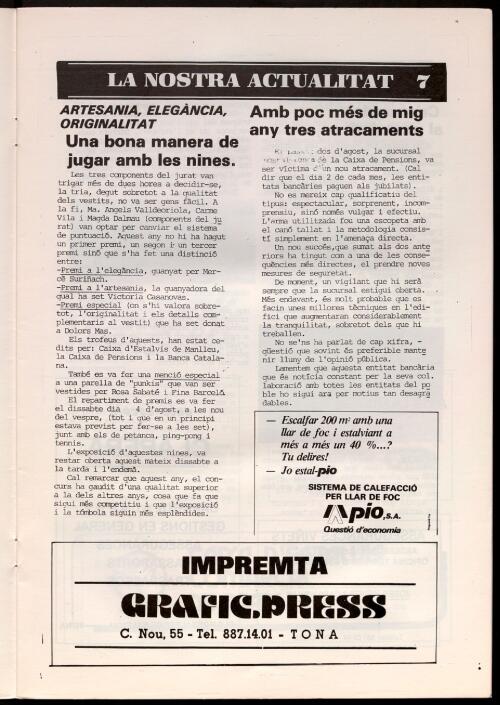 LA NOSTRA ACTUALITAT 7
ARTESANIA, ELEGÀNCIA,
ORIGINALITAT
Una bona manera de
jugar amb les nines.
Les tres components del jurat van
trigar més de dues hores a decidir-se,
la tria, degut sobretot a la qualitat
dels vestits, no va ser gens fàcil. A
la fi, Ma. Angels Valldeoriola, Carme
Vila i Magda Dalmau (components del ju
rat) van optar per canviar el sistema
de puntuació. Aquest any no hi ha hagut
un primer premi, un segon i un tercer
premi sinó que s'ha fet una distinció
entre:
-Premi a l'elegància, guanyat per Mer-
cè Suriñach.
-Premi a l'artesania, la guanyadora del
qual ha set Victoria Casanovas.
-Premi especial (on s'hi valora sobre-
tot, l'originalitat i els detalls com-
plementaris al vestit) que ha set donat
a Dolors Mas.
Els trofeus d'aquests, han estat ce-
dits per: Caixa d'Estalvis de Manlleu,
la Caixa de Pensions i la Banca Catala-
na.
També es va fer una menció especial
a una parella de "punkis" que van ser
vestides per Rosa Sabaté i Fina Barceló
El repartiment de premis es va fer
el dissabte dia 4 d'agost, a les nou
del vespre, (tot i que en un principi
estava previst per fer-se a les set),
junt amb els de petanca, ping-pong i
tennis.
L'exposició d'aquestes nines, va
restar oberta aquest mateix dissabte a
la tarda i l'endemà.
Cal remarcar que aquest any, el con-
curs ha gaudit d'una qualitat superior
a la dels altres anys, cosa que fa que
sigui més competitiu i que l'exposició
i la tómbola siguin més esplèndides.
Amb poc més de mig
any tres atracaments
El dos d'agost, la sucursal
de la Caixa de Pensions, va
ser víctima d'un nou atracament. (Cal
dir que el dia 2 de cada mes, les enti-
tats bancàries paguen als jubilats).
No es mereix cap qualificatiu del
tipus: espectacular, sorprenent, incom-
prensiu, sinó només vulgar i efectiu.
L'arma utilitzada fou una escopeta amb
el canó tallat i la metodologia consis-
tí simplement en l'amenaça directa.
Un nou succés, que sumat als dos ante
riors ha tingut com a una de les conse-
qüències més directes, el prendre noves
mesures de seguretat.
De moment, un vigilant que hi serà
sempre que la sucursal estigui oberta.
Més endavant, és molt probable que es
facin unes millores tècniques en l'edi-
fici que augmentaran considerablement
la tranquilitat, sobretot dels que hi
treballen.
No se'ns ha parlat de cap xifra, -
qüestió que sovint és preferible mante
nir lluny de l'opinió pública.
Lamentem que aquesta entitat bancària
que és notícia constant per la seva col.
laboració amb totes les entitats del po
ble ho sigui ara per motius tan desagra
dables.
— Escalfar 200 m² amb una
llar de foc i estalviant a
més a més un 40 %...?
Tu delires!
— Jo estal-pio
SISTEMA DE CALEFACCIÓ
PER LLAR DE FOC
pio, S.A.
Questió d'economia
IMPREMTA
GRAFIC.PRESS
C. Nou, 55 - Tel. 887.14.01 - TONA